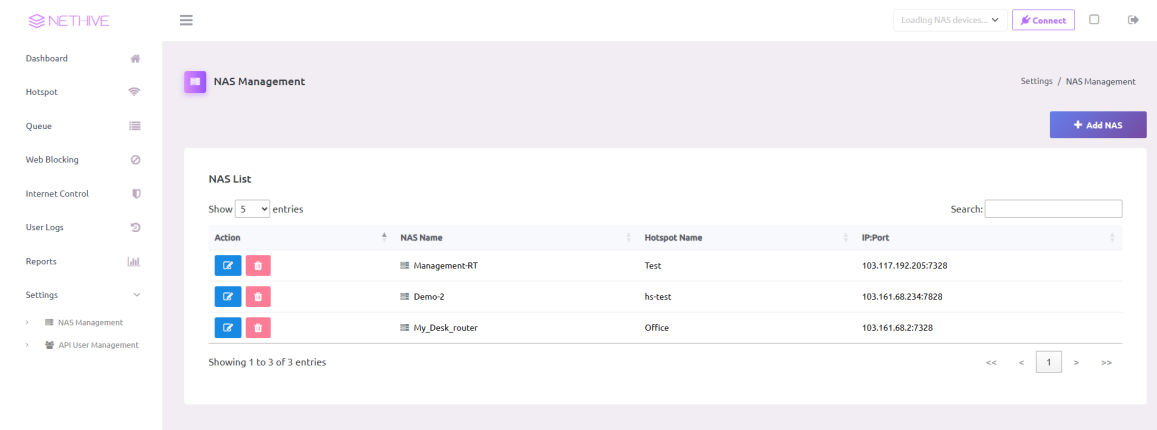 NETHIVE
Loading NAS devices...
Connect
Dashboard
Hotspot
Queue
Web Blocking
Internet Control
User Logs
Reports
Settings
NAS Management
API User Management
NAS Management
Settings / NAS Management
+ Add NAS
NAS List
Show 5 entries
Search:
Action NAS Name Hotspot Name IP:Port
Management-RT Test 103.117.192.205:7328
Demo-2 hs-test 103.161.68.234:7828
My_Desk_router Office 103.161.68.2:7328
Showing 1 to 3 of 3 entries
<< < 1 > >>